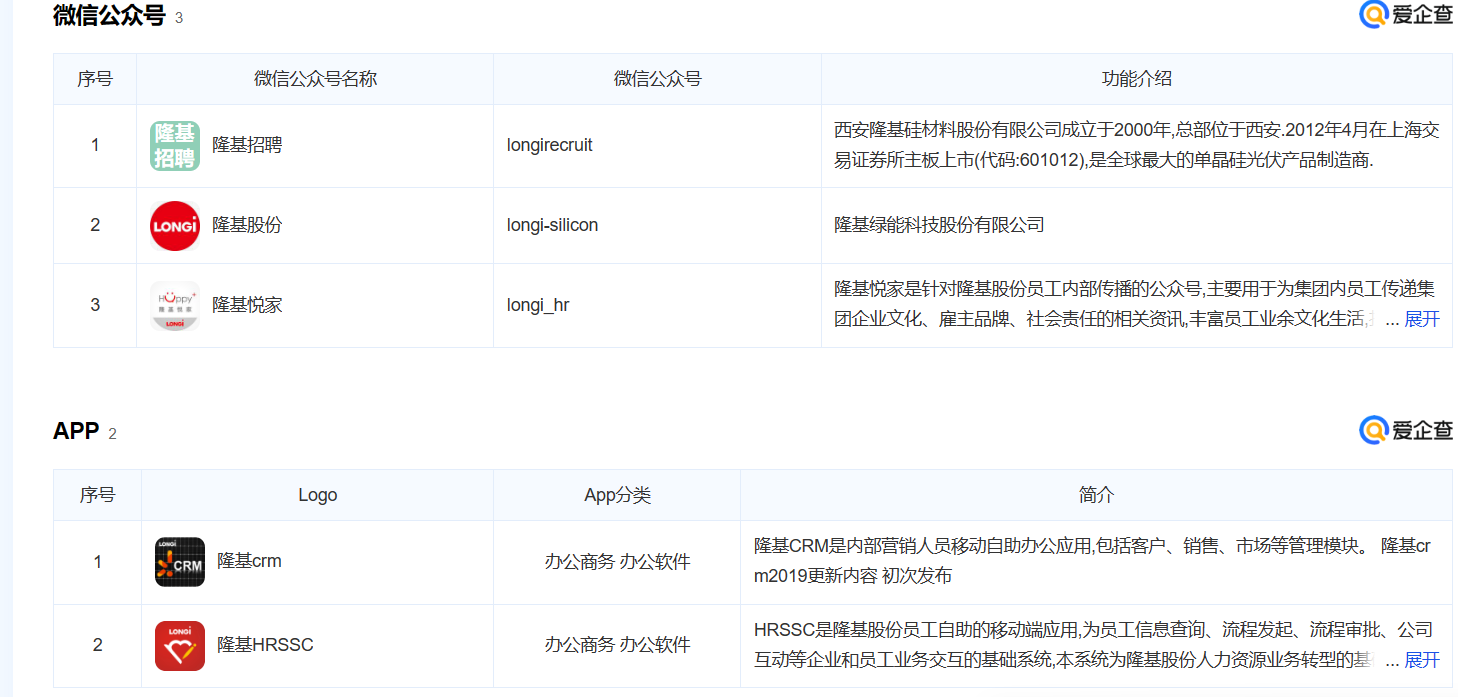 微信公众号 3
爱企查
序号 微信公众号名称 微信公众号 功能介绍
1 隆基招聘 隆基招聘 longirecruit 西安隆基硅材料股份有限公司成立于2000年,总部位于西安.2012年4月在上海交
易证券所主板上市(代码:601012),是全球最大的单晶硅光伏产品制造商.
2 LONGi 隆基股份 longi-silicon 隆基绿能科技股份有限公司
3 Happy+ 隆基悦家 LONGi 隆基悦家 longi_hr 隆基悦家是针对隆基股份员工内部传播的公众号,主要用于为集团内员工传递集
团企业文化、雇主品牌、社会责任的相关资讯,丰富员工业余文化生活, ... 展开
APP 2
爱企查
序号 Logo App分类 简介
1 LONGi CRM 隆基crm 办公商务 办公软件 隆基CRM是内部营销人员移动自助办公应用,包括客户、销售、市场等管理模块。 隆基cr
m2019更新内容 初次发布
2 LONGi 隆基HRSSC 办公商务 办公软件 HRSSC是隆基股份员工自助的移动端应用,为员工信息查询、流程发起、流程审批、公司
互动等企业和员工业务交互的基础系统,本系统为隆基股份人力资源业务转型的基 ... 展开